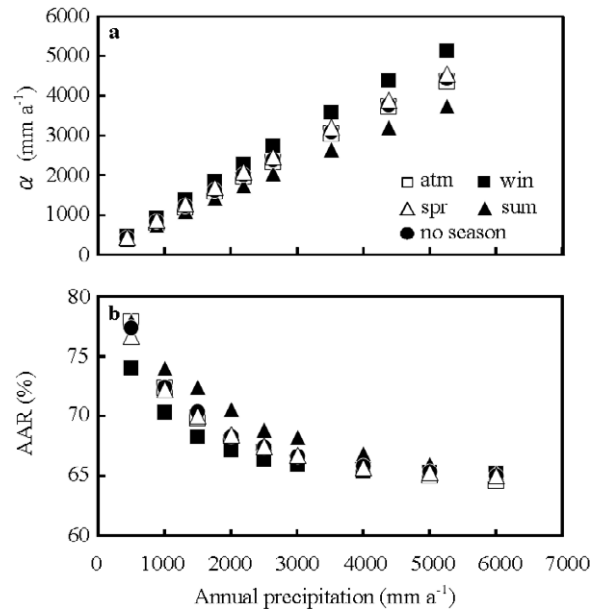 6000
a
5000
4000
3000
2000
1000
0
α (mm a⁻¹)
atm win
spr sum
no season
80
b
75
70
65
60
AAR (%)
0 1000 2000 3000 4000 5000 6000 7000
Annual precipitation (mm a⁻¹)